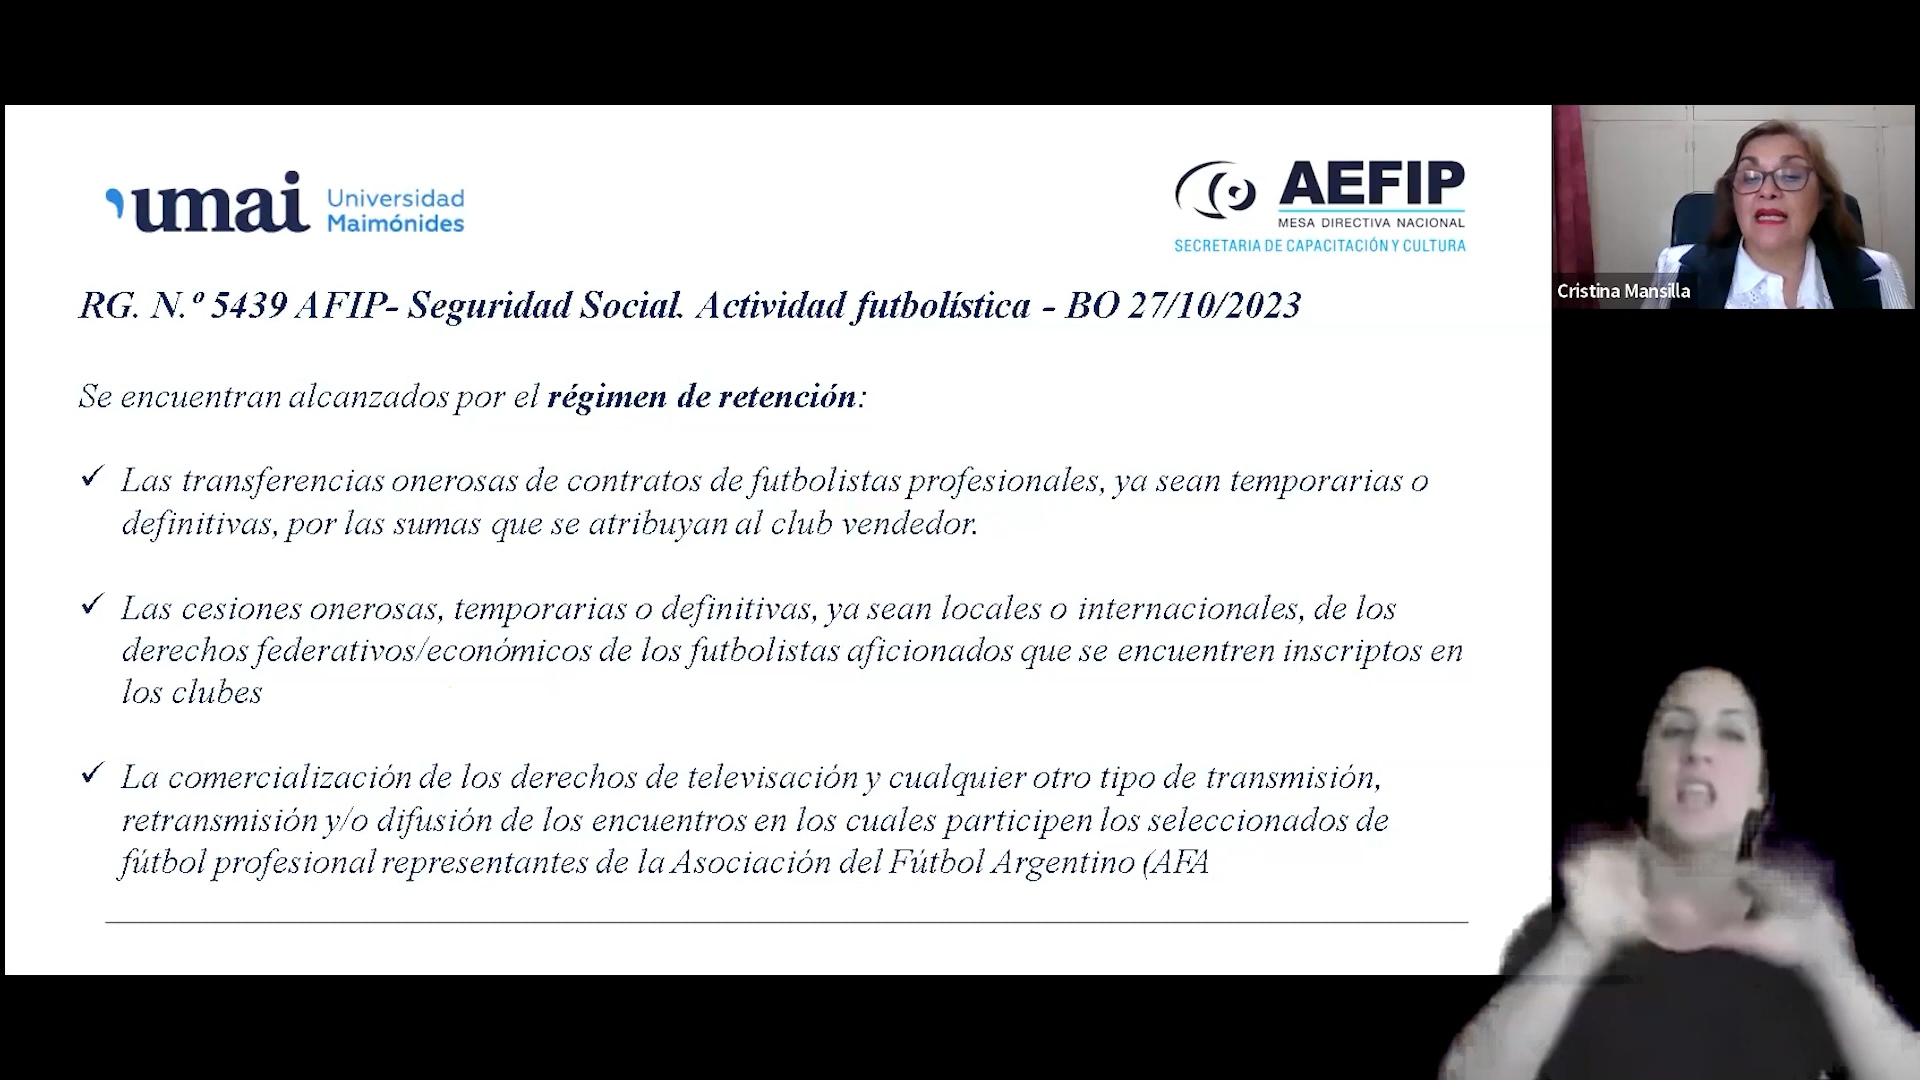 umai Universidad
Maimónides
AEFIP
MESA DIRECTIVA NACIONAL
SECRETARIA DE CAPACITACIÓN Y CULTURA
RG. N.º 5439 AFIP- Seguridad Social. Actividad futbolística - BO 27/10/2023
Se encuentran alcanzados por el régimen de retención:
✓ Las transferencias onerosas de contratos de futbolistas profesionales, ya sean temporarias o
definitivas, por las sumas que se atribuyan al club vendedor.
✓ Las cesiones onerosas, temporarias o definitivas, ya sean locales o internacionales, de los
derechos federativos/económicos de los futbolistas aficionados que se encuentren inscriptos en
los clubes
✓ La comercialización de los derechos de televisación y cualquier otro tipo de transmisión,
retransmisión y/o difusión de los encuentros en los cuales participen los seleccionados de
fútbol profesional representantes de la Asociación del Fútbol Argentino (AFA
Cristina Mansilla